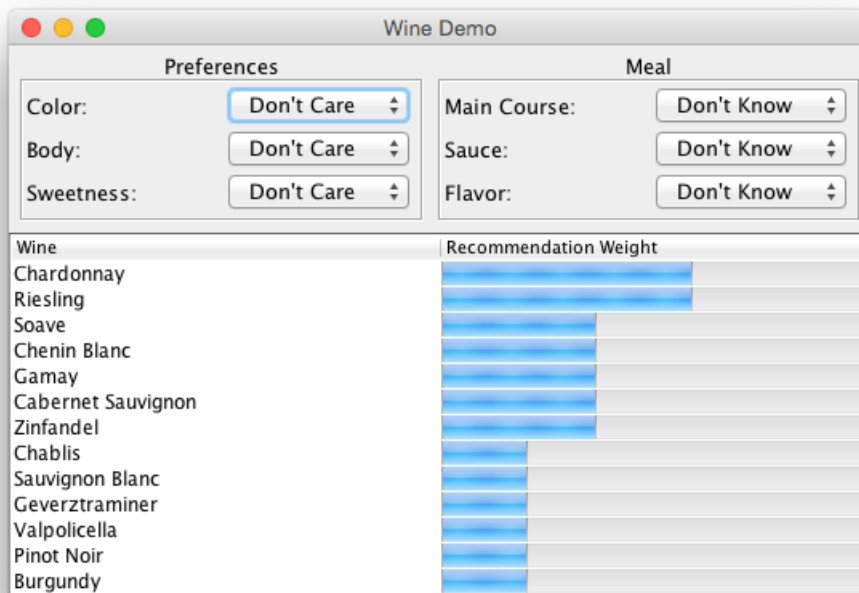 Wine Demo
Preferences
Color: Don't Care
Body: Don't Care
Sweetness: Don't Care
Meal
Main Course: Don't Know
Sauce: Don't Know
Flavor: Don't Know
Wine Recommendation Weight
Chardonnay
Riesling
Soave
Chenin Blanc
Gamay
Cabernet Sauvignon
Zinfandel
Chablis
Sauvignon Blanc
Geverztraminer
Valpolicella
Pinot Noir
Burgundy